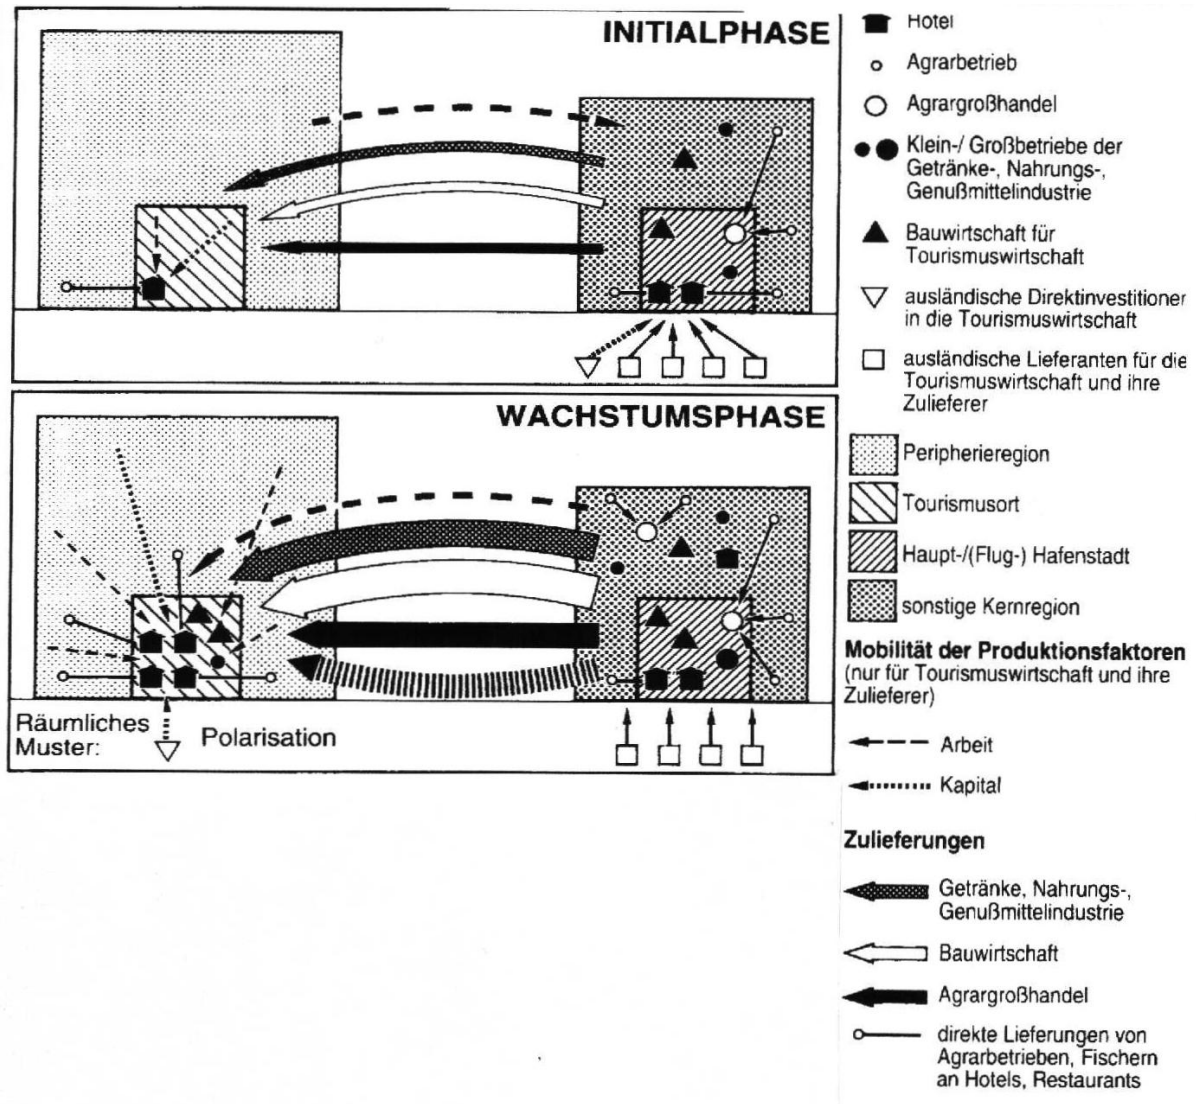 INITIALPHASE
WACHSTUMSPHASE
Räumliches
Muster:
Polarisation
Hotel
Agrarbetrieb
Agrargroßhandel
Klein-/ Großbetriebe der
Getränke-, Nahrungs-,
Genußmittelindustrie
Bauwirtschaft für
Tourismuswirtschaft
ausländische Direktinvestitionen
in die Tourismuswirtschaft
ausländische Lieferanten für die
Tourismuswirtschaft und ihre
Zulieferer
Peripherieregion
Tourismusort
Haupt-/(Flug-) Hafenstadt
sonstige Kernregion
Mobilität der Produktionsfaktoren
(nur für Tourismuswirtschaft und ihre
Zulieferer)
Arbeit
Kapital
Zulieferungen
Getränke, Nahrungs-,
Genußmittelindustrie
Bauwirtschaft
Agrargroßhandel
direkte Lieferungen von
Agrarbetrieben, Fischern
an Hotels, Restaurants